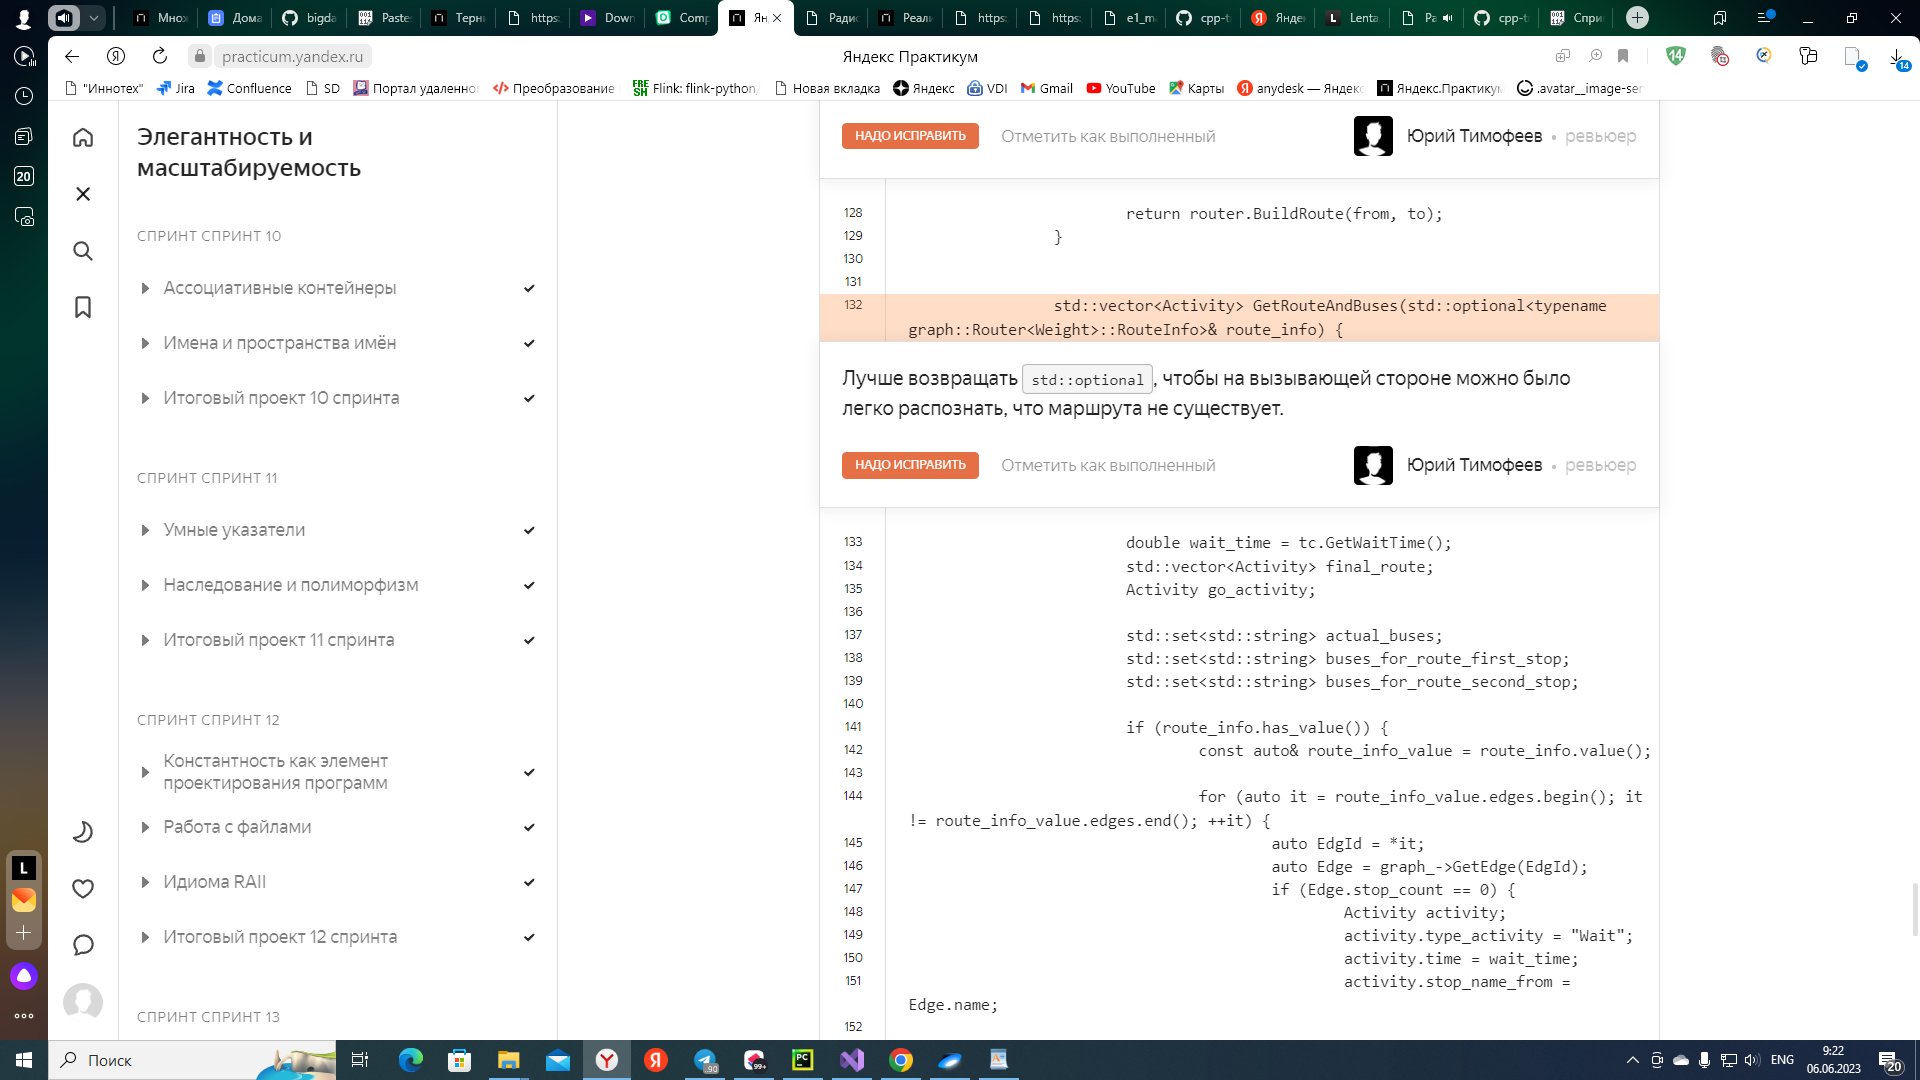 Множ
Дома
bigda
Paste
Терн
https:
Down
Comp
Ян
Радио
Реали
https:
https:
e1_m
cpp-t
Яндек
Lenta
Ра
cpp-t
Спри
practicum.yandex.ru
Яндекс Практикум
14
14
"Иннотех"
Jira
Confluence
SD
Портал удаленног
Преобразование
Flink: flink-python/
Новая вкладка
Яндекс
VDI
Gmail
YouTube
Карты
anydesk — Яндекс
Яндекс.Практикум
.avatar__image-ser
20
Элегантность и
масштабируемость
СПРИНТ СПРИНТ 10
Ассоциативные контейнеры
Имена и пространства имён
Итоговый проект 10 спринта
СПРИНТ СПРИНТ 11
Умные указатели
Наследование и полиморфизм
Итоговый проект 11 спринта
СПРИНТ СПРИНТ 12
Константность как элемент
проектирования программ
Работа с файлами
Идиома RAII
Итоговый проект 12 спринта
СПРИНТ СПРИНТ 13
НАДО ИСПРАВИТЬ Отметить как выполненный Юрий Тимофеев • ревьюер
128 return router.BuildRoute(from, to);
129 }
130
131
132 std::vector<Activity> GetRouteAndBuses(std::optional<typename
graph::Router<Weight>::RouteInfo>& route_info) {
Лучше возвращать std::optional, чтобы на вызывающей стороне можно было
легко распознать, что маршрута не существует.
НАДО ИСПРАВИТЬ Отметить как выполненный Юрий Тимофеев • ревьюер
133 double wait_time = tc.GetWaitTime();
134 std::vector<Activity> final_route;
135 Activity go_activity;
136
137 std::set<std::string> actual_buses;
138 std::set<std::string> buses_for_route_first_stop;
139 std::set<std::string> buses_for_route_second_stop;
140
141 if (route_info.has_value()) {
142 const auto& route_info_value = route_info.value();
143
144 for (auto it = route_info_value.edges.begin(); it
!= route_info_value.edges.end(); ++it) {
145 auto EdgId = *it;
146 auto Edge = graph_->GetEdge(EdgId);
147 if (Edge.stop_count == 0) {
148 Activity activity;
149 activity.type_activity = "Wait";
150 activity.time = wait_time;
151 activity.stop_name_from =
Edge.name;
152
Поиск
ENG
9:22
06.06.2023
20